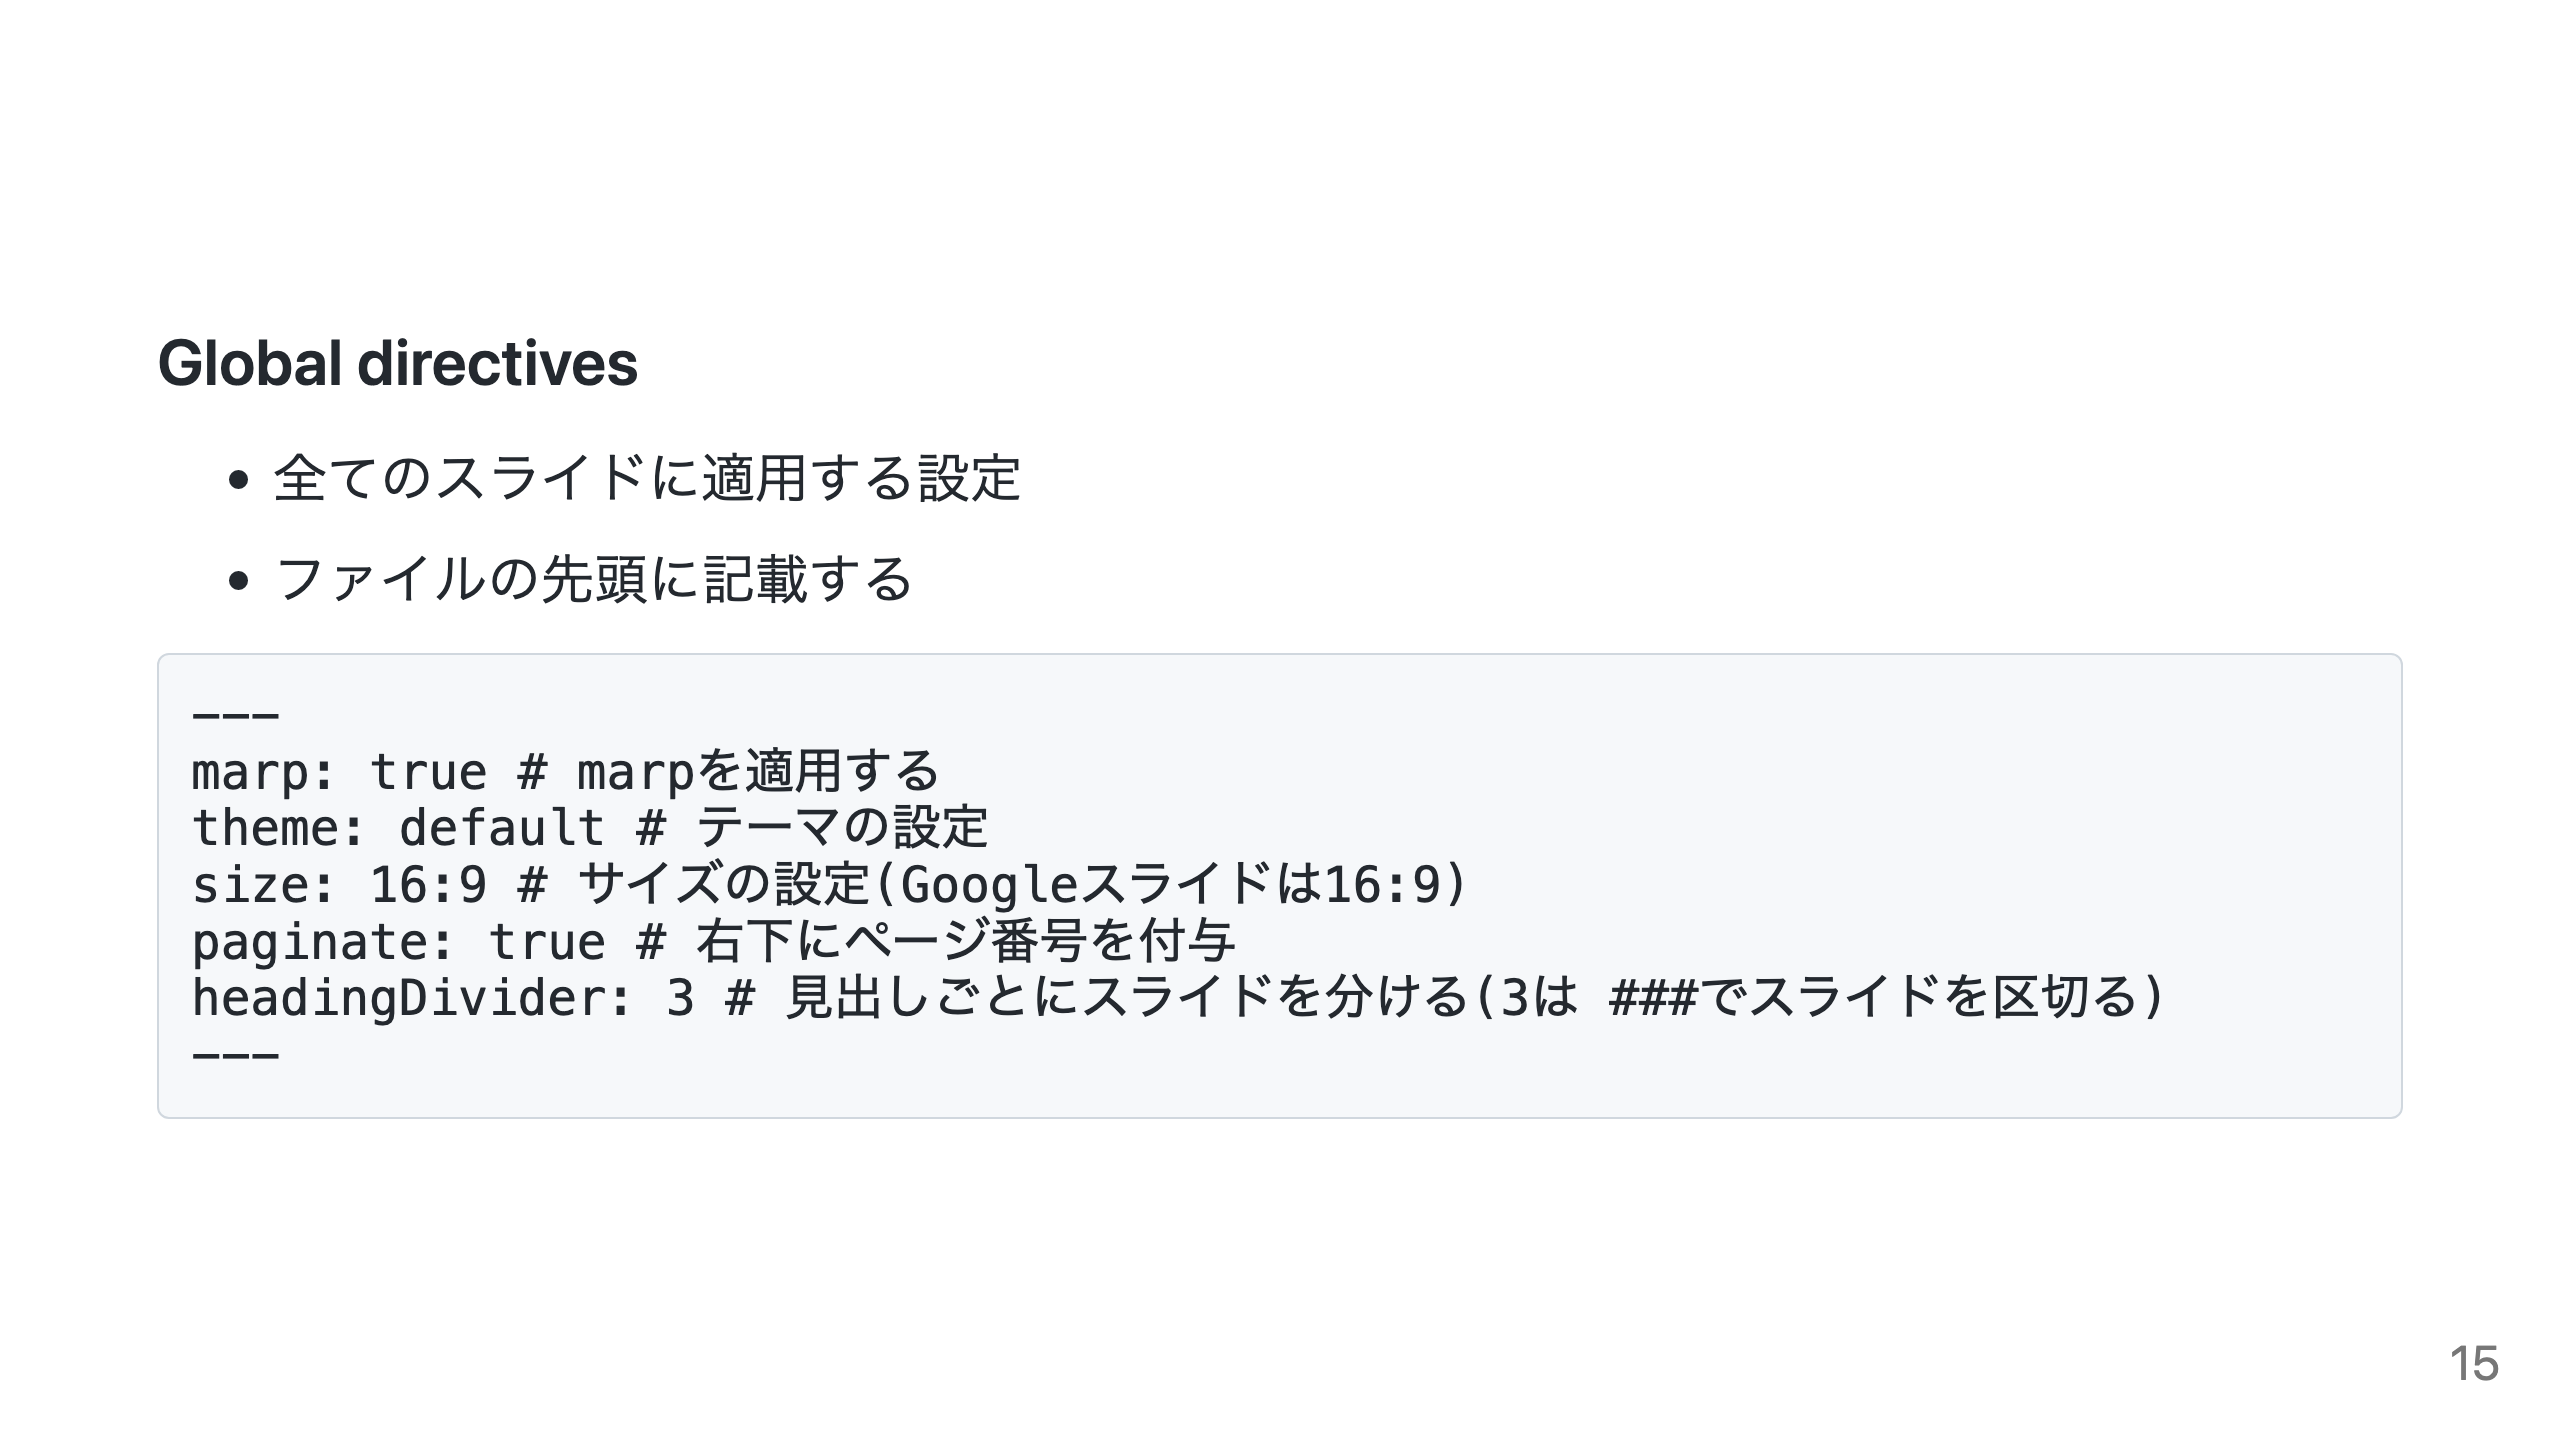 Global directives
• 全てのスライドに適用する設定
• ファイルの先頭に記載する
---
marp: true # marpを適用する
theme: default # テーマの設定
size: 16:9 # サイズの設定(Googleスライドは16:9)
paginate: true # 右下にページ番号を付与
headingDivider: 3 # 見出しごとにスライドを分ける(3は ###でスライドを区切る)
---
15